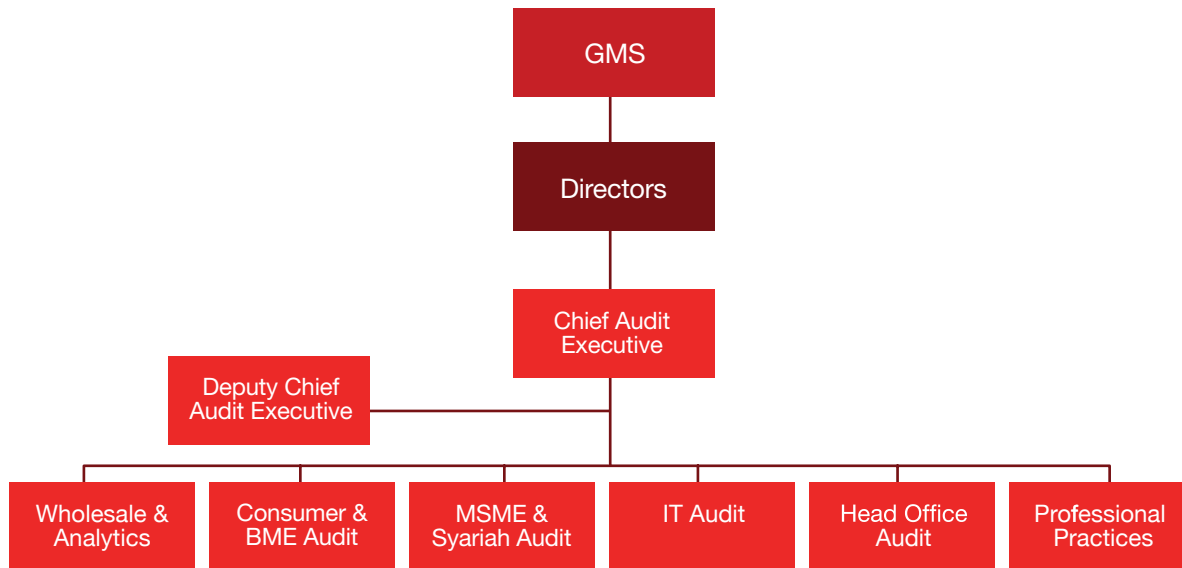 GMS
Directors
Chief Audit
Executive
Deputy Chief
Audit Executive
Wholesale &
Analytics
Consumer &
BME Audit
MSME &
Syariah Audit
IT Audit
Head Office
Audit
Professional
Practices